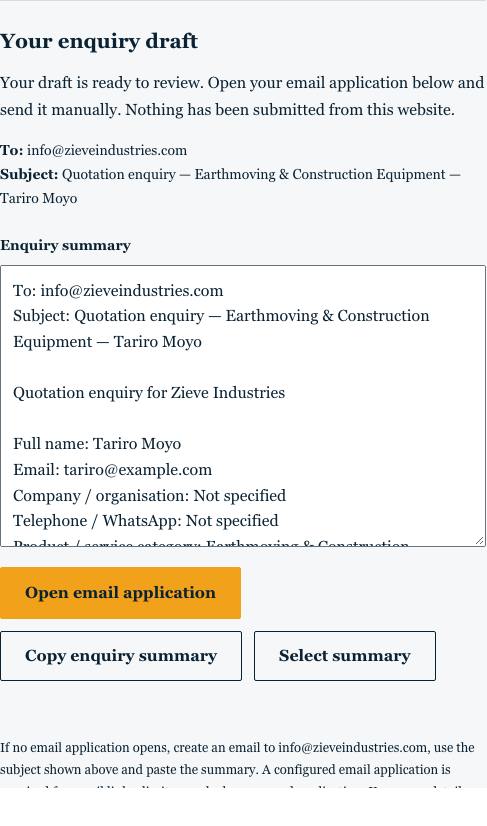 Your enquiry draft
Your draft is ready to review. Open your email application below and
send it manually. Nothing has been submitted from this website.
To: info@zieveindustries.com
Subject: Quotation enquiry — Earthmoving & Construction Equipment —
Tariro Moyo
Enquiry summary
To: info@zieveindustries.com
Subject: Quotation enquiry — Earthmoving & Construction
Equipment — Tariro Moyo
Quotation enquiry for Zieve Industries
Full name: Tariro Moyo
Email: tariro@example.com
Company / organisation: Not specified
Telephone / WhatsApp: Not specified
Product / service category: Earthmoving & Construction
Open email application
Copy enquiry summary
Select summary
If no email application opens, create an email to info@zieveindustries.com, use the
subject shown above and paste the summary. A configured email application is